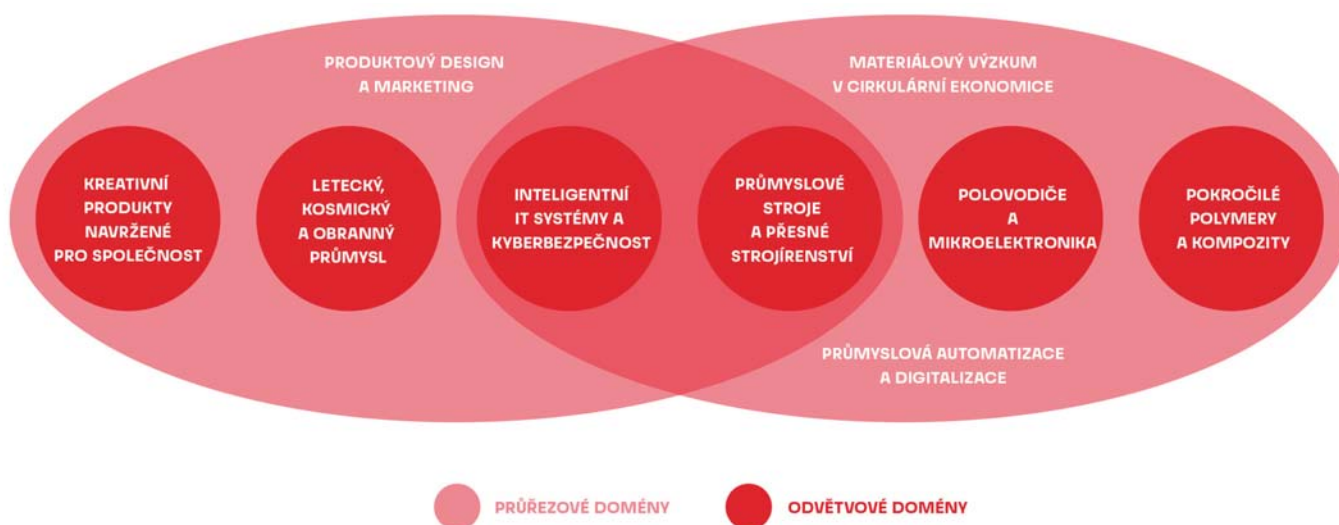 PRODUKTOVÝ DESIGN
A MARKETING
MATERIÁLOVÝ VÝZKUM
V CIRKULÁRNÍ EKONOMICE
KREATIVNÍ
PRODUKTY
NAVRŽENÉ
PRO SPOLEČNOST
LETECKÝ,
KOSMICKÝ
A OBRANNÝ
PRŮMYSL
INTELIGENTNÍ
IT SYSTÉMY A
KYBERBEZPEČNOST
PRŮMYSLOVÉ
STROJE
A PŘESNÉ
STROJÍRENSTVÍ
POLOVODIČE
A
MIKROELEKTRONIKA
POKROČILÉ
POLYMERY
A KOMPOZITY
PRŮMYSLOVÁ AUTOMATIZACE
A DIGITALIZACE
PRŮŘEZOVÉ DOMÉNY
ODVĚTVOVÉ DOMÉNY